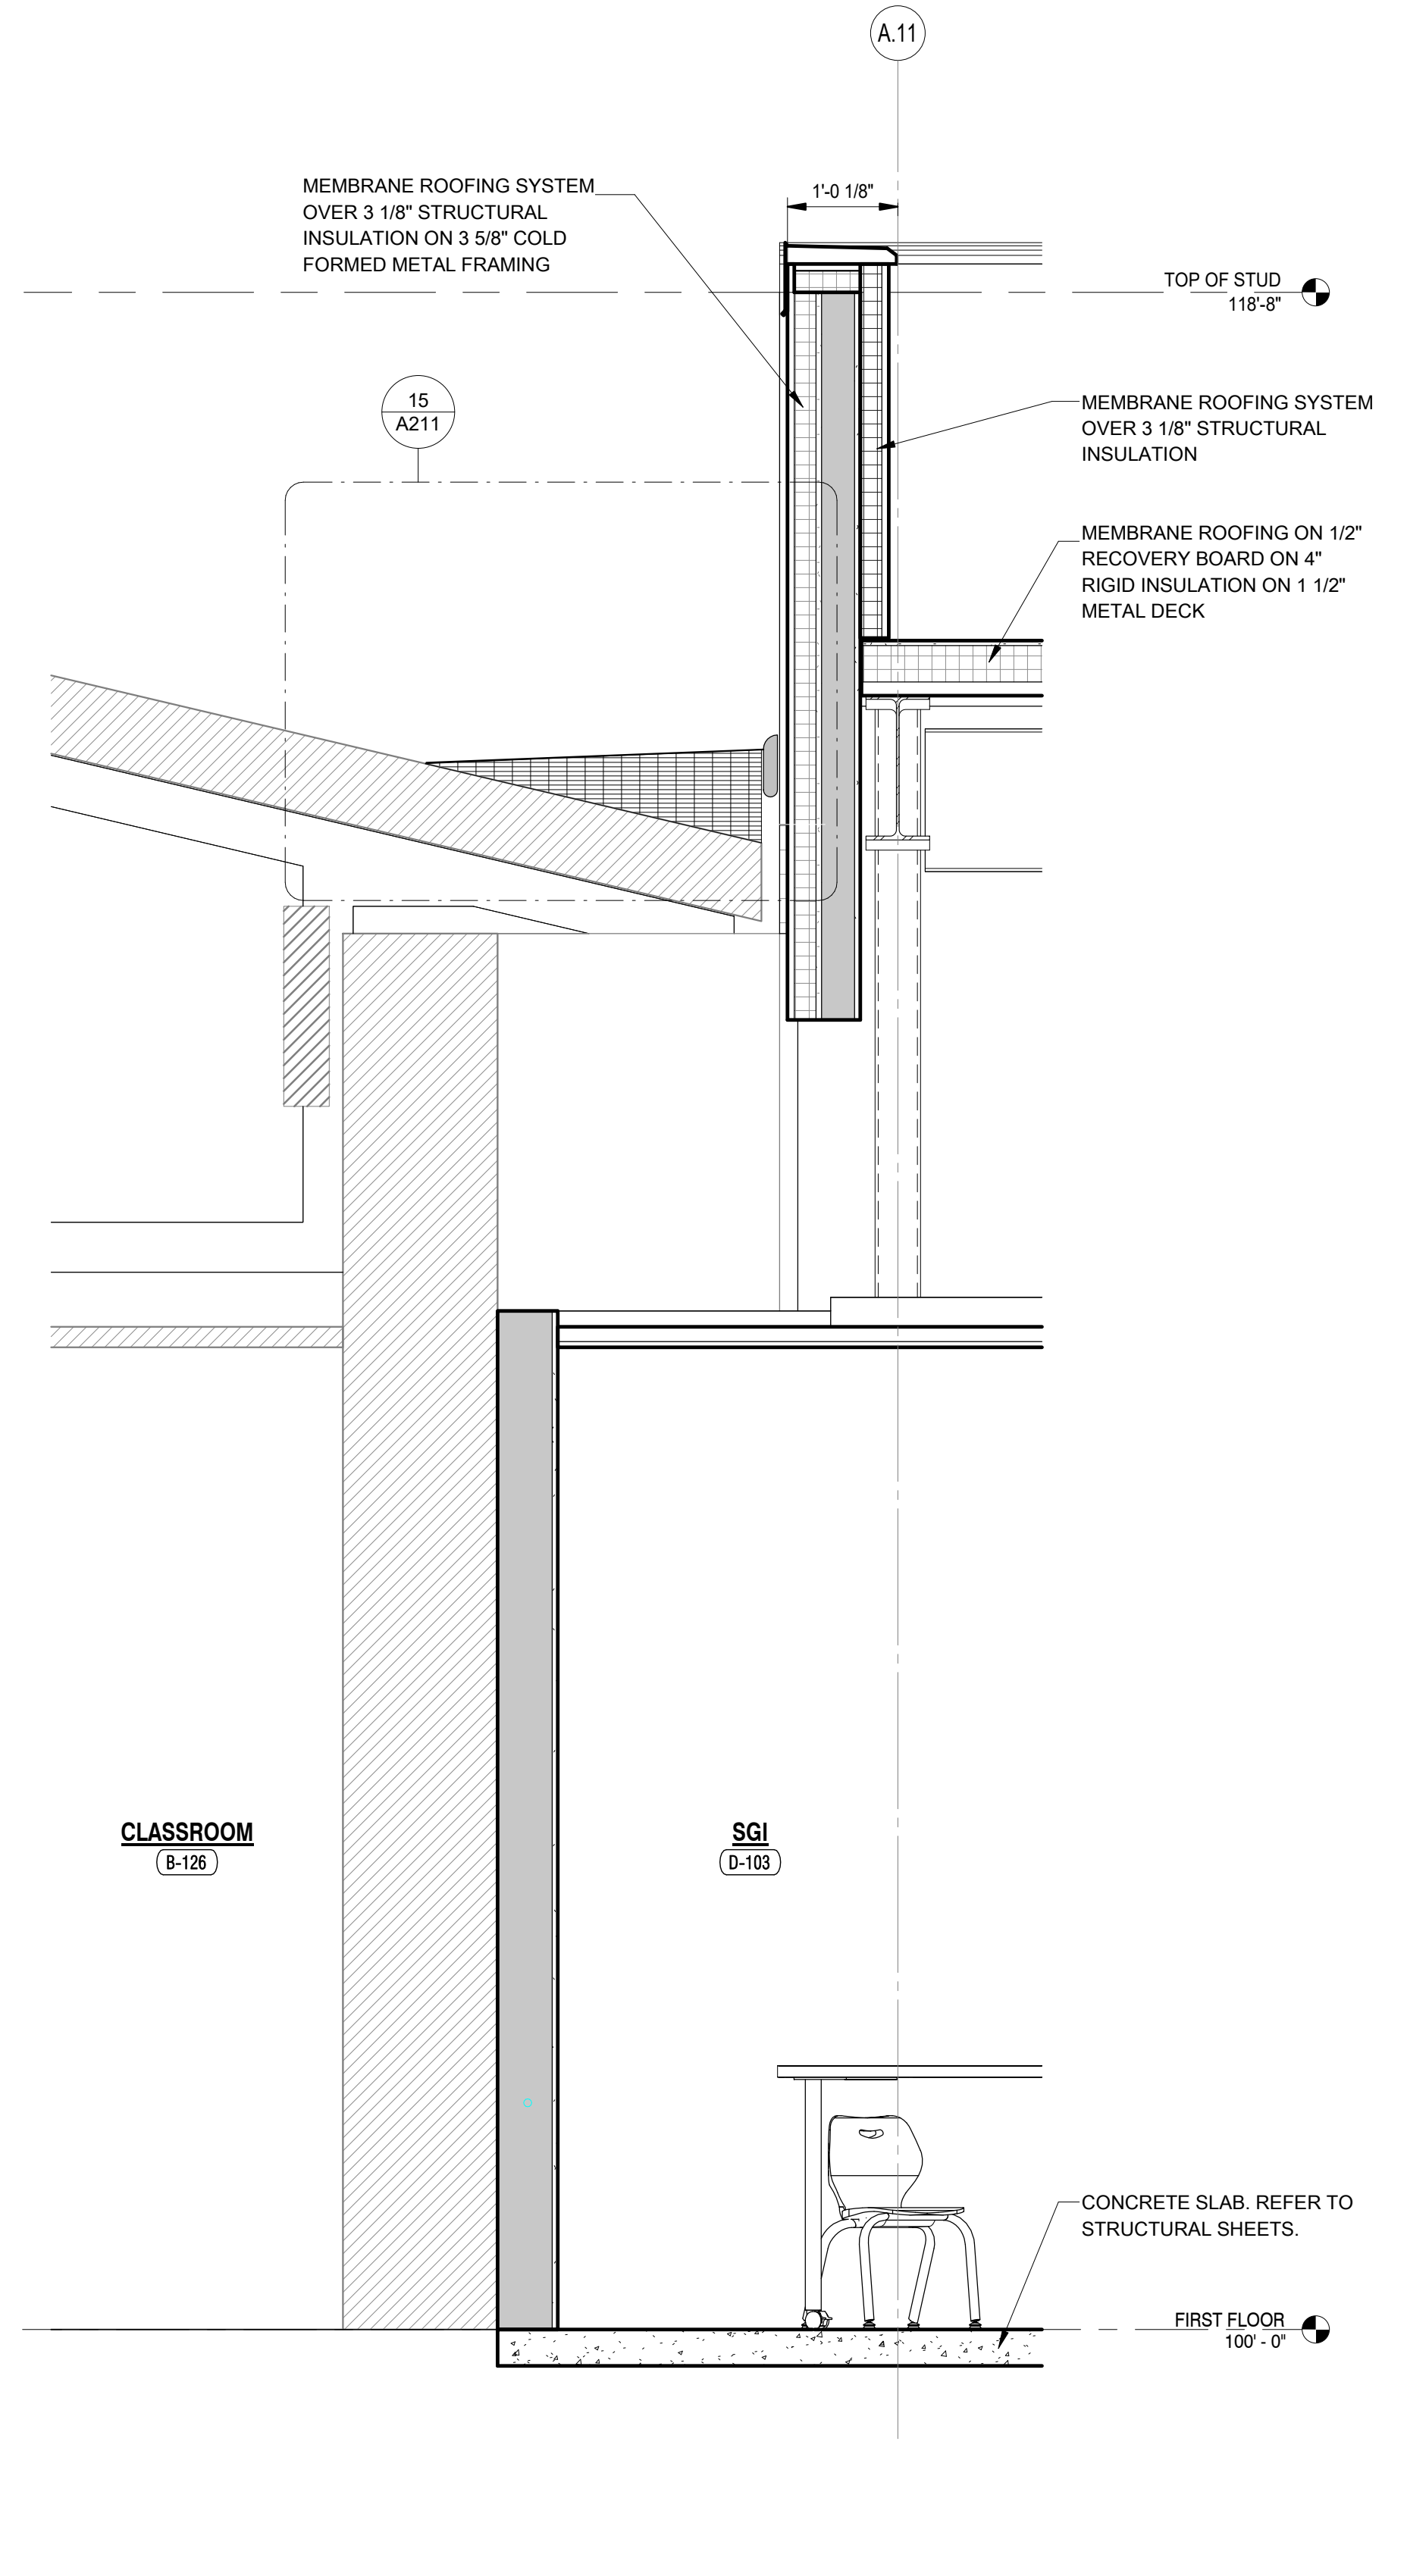 A.11
1'-0 1/8"
MEMBRANE ROOFING SYSTEM
OVER 3 1/8" STRUCTURAL
INSULATION ON 3 5/8" COLD
FORMED METAL FRAMING
TOP OF STUD
118'-8"
15
A211
MEMBRANE ROOFING SYSTEM
OVER 3 1/8" STRUCTURAL
INSULATION
MEMBRANE ROOFING ON 1/2"
RECOVERY BOARD ON 4"
RIGID INSULATION ON 1 1/2"
METAL DECK
CLASSROOM
B-126
SGI
D-103
CONCRETE SLAB. REFER TO
STRUCTURAL SHEETS.
FIRST FLOOR
100' - 0"